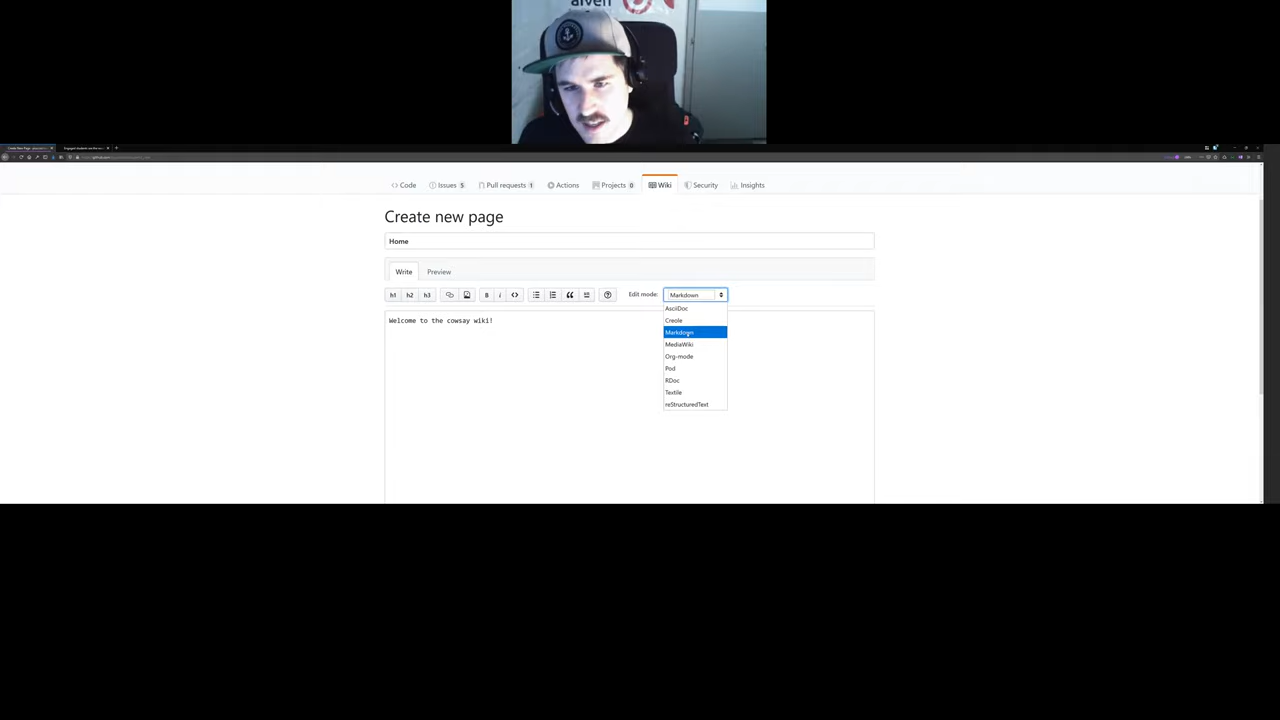 aiven
Code
Issues 5
Pull requests 1
Actions
Projects 0
Wiki
Security
Insights
Create new page
Home
Write
Preview
h1
h2
h3
B
i
Edit mode:
Markdown
AsciiDoc
Creole
Markdown
MediaWiki
Org-mode
Pod
RDoc
Textile
reStructuredText
Welcome to the cowsay wiki!